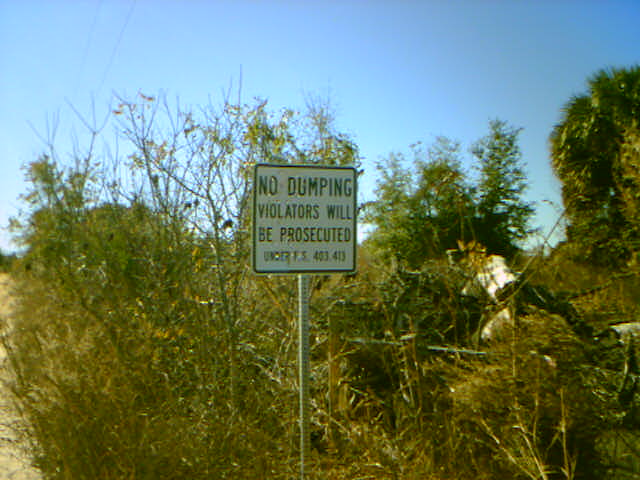 NO DUMPING
VIOLATORS WILL
BE PROSECUTED
UNDER F.S. 403.413